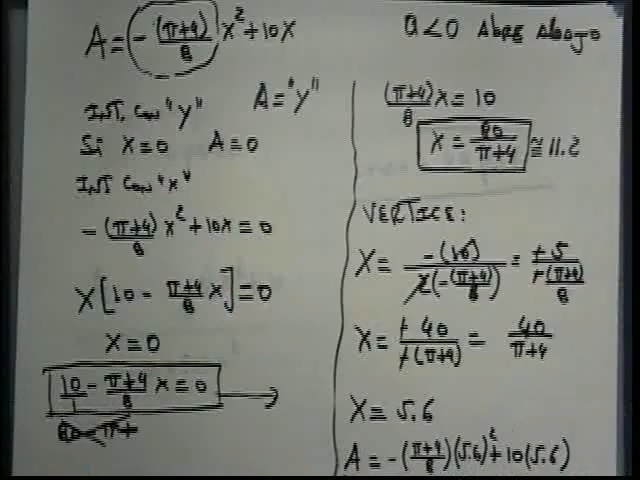 A = - (π+4)/8 x² + 10x
a < 0 Abre Abajo
A = "y"
INT. con "y"
Si x = 0 A = 0
INT con "x"
- (π+4)/8 x² + 10x = 0
x [10 - π+4/8 x] = 0
x = 0
10/1 - π+4/8 x = 0 →
(π+4)/8 x = 10
x = 80/π+4 ≅ 11.2
VERTICE:
x = -(10)/2(-(π+4)/8) = +5/+(π+4)/8
x = +40/+(π+4) = 40/π+4
x = 5.6
A = -(π+4/8)(5.6)² + 10(5.6)